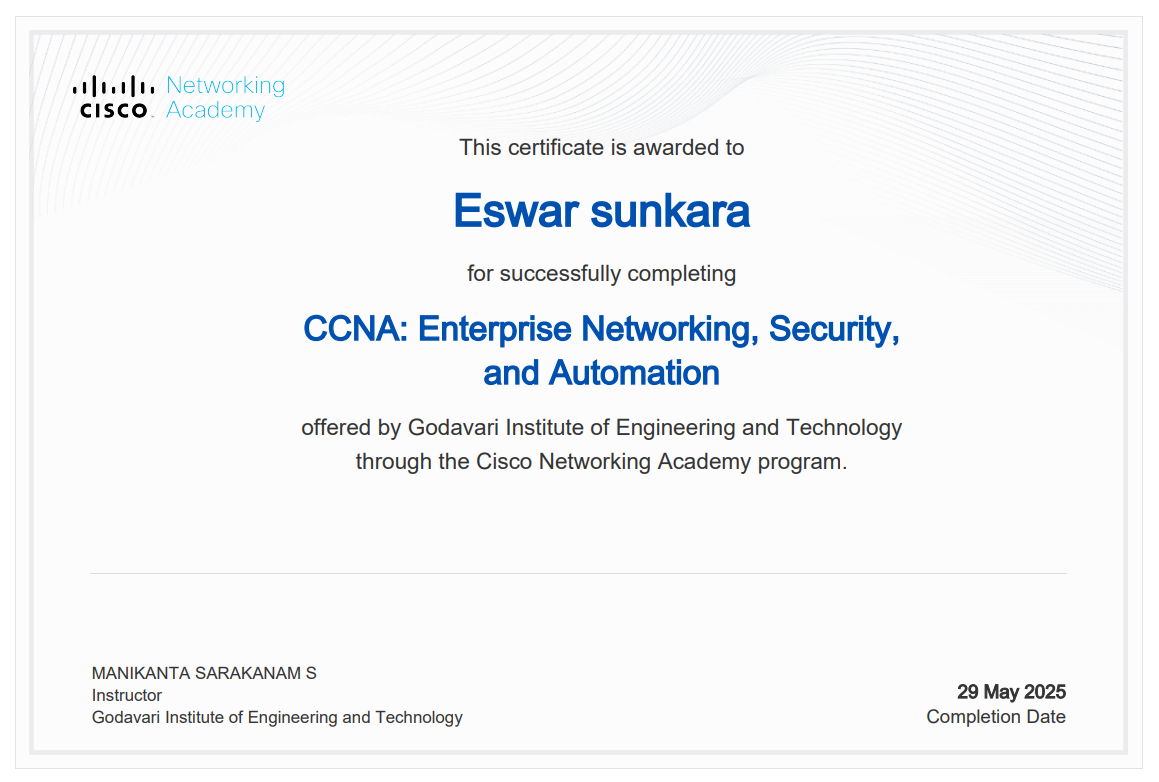 Networking
CISCO Academy
This certificate is awarded to
Eswar sunkara
for successfully completing
CCNA: Enterprise Networking, Security,
and Automation
offered by Godavari Institute of Engineering and Technology
through the Cisco Networking Academy program.
MANIKANTA SARAKANAM S
Instructor
Godavari Institute of Engineering and Technology
29 May 2025
Completion Date